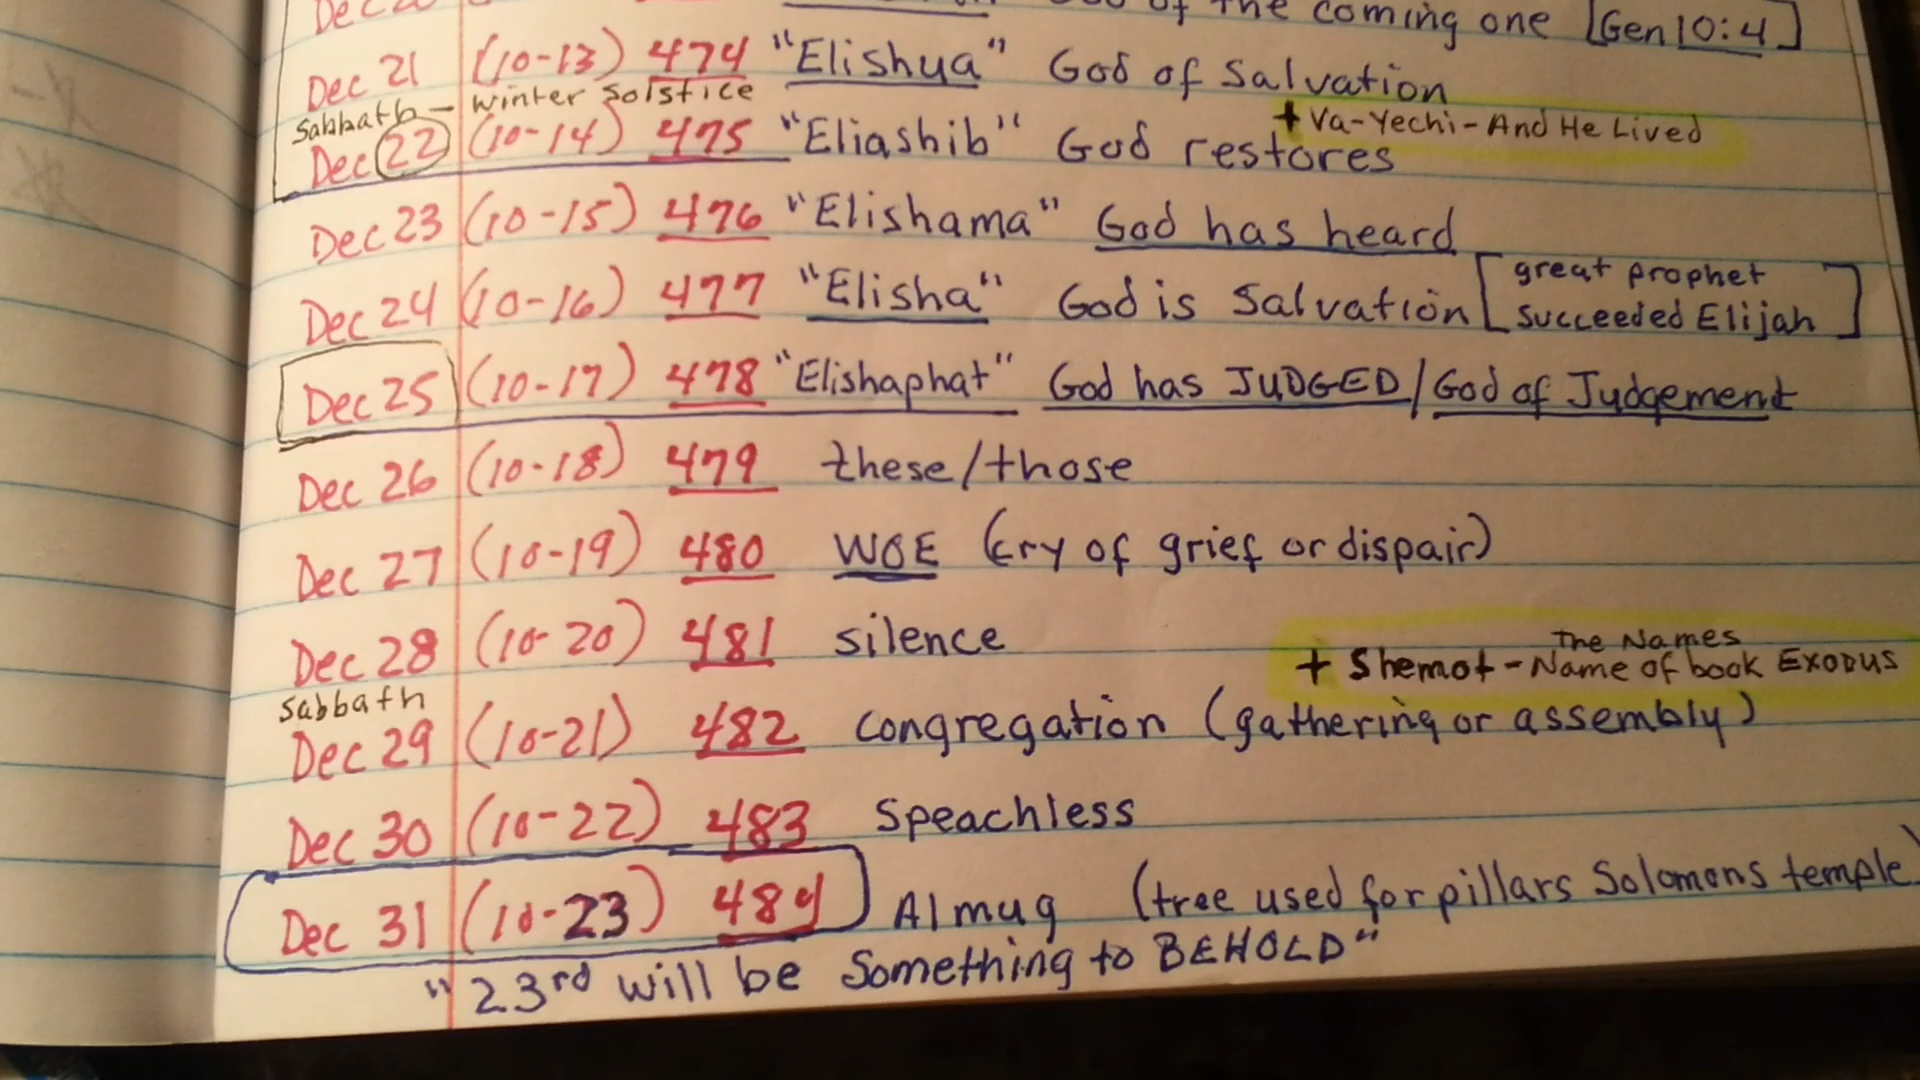 of the coming one [Gen 10:4]
Dec 21 (10-13) 474 "Elishua" God of Salvation
Sabbath - Winter Solstice
Dec 22 (10-14) 475 "Eliashib" God restores + Va-Yechi-And He Lived
Dec 23 (10-15) 476 "Elishama" God has heard
Dec 24 (10-16) 477 "Elisha" God is Salvation [great prophet
succeeded Elijah]
Dec 25 (10-17) 478 "Elishaphat" God has JUDGED/God of Judgement
Dec 26 (10-18) 479 these/those
Dec 27 (10-19) 480 WOE (cry of grief or dispair)
Dec 28 (10-20) 481 silence
The Names
+ Shemot - Name of book EXODUS
Sabbath
Dec 29 (10-21) 482 Congregation (gathering or assembly)
Dec 30 (10-22) 483 Speachless
Dec 31 (10-23) 484 Almug (tree used for pillars Solomons temple)
"23rd will be Something to BEHOLD"